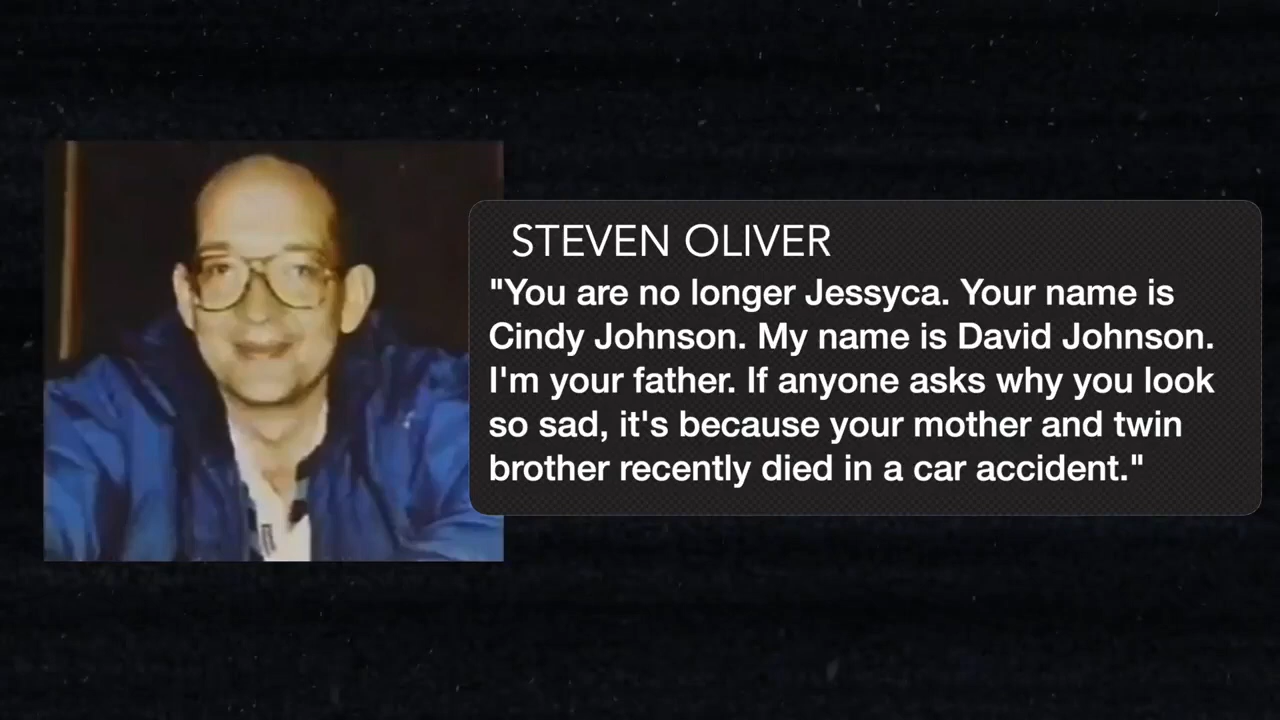 STEVEN OLIVER
"You are no longer Jessyca. Your name is
Cindy Johnson. My name is David Johnson.
I'm your father. If anyone asks why you look
so sad, it's because your mother and twin
brother recently died in a car accident."